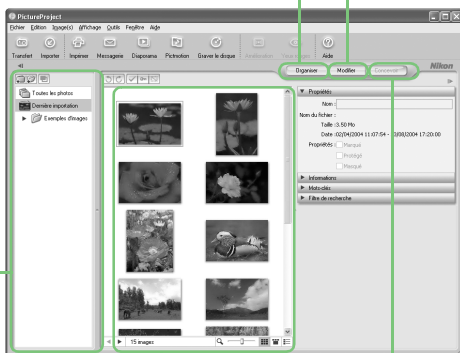 PictureProject
Fichier Edition Image(s) Affichage Outils Fenêtre Aide
Transfert Importer Imprimer Messagerie Diaporama Pictmotion Graver le disque Amélioration Aide
Organiser Modifier
Nikon
Toutes les photos
Dernière importation
Exemples d'images
Propriétés
Nom :
Nom du fichier :
Taille :3.50 Mo
Date :02/04/2004 11:07:54 - 03/08/2004 17:20:00
Propriétés : Marqué
Protégé
Masqué
Informations
Mots-clés
Filtre de recherche
15 images